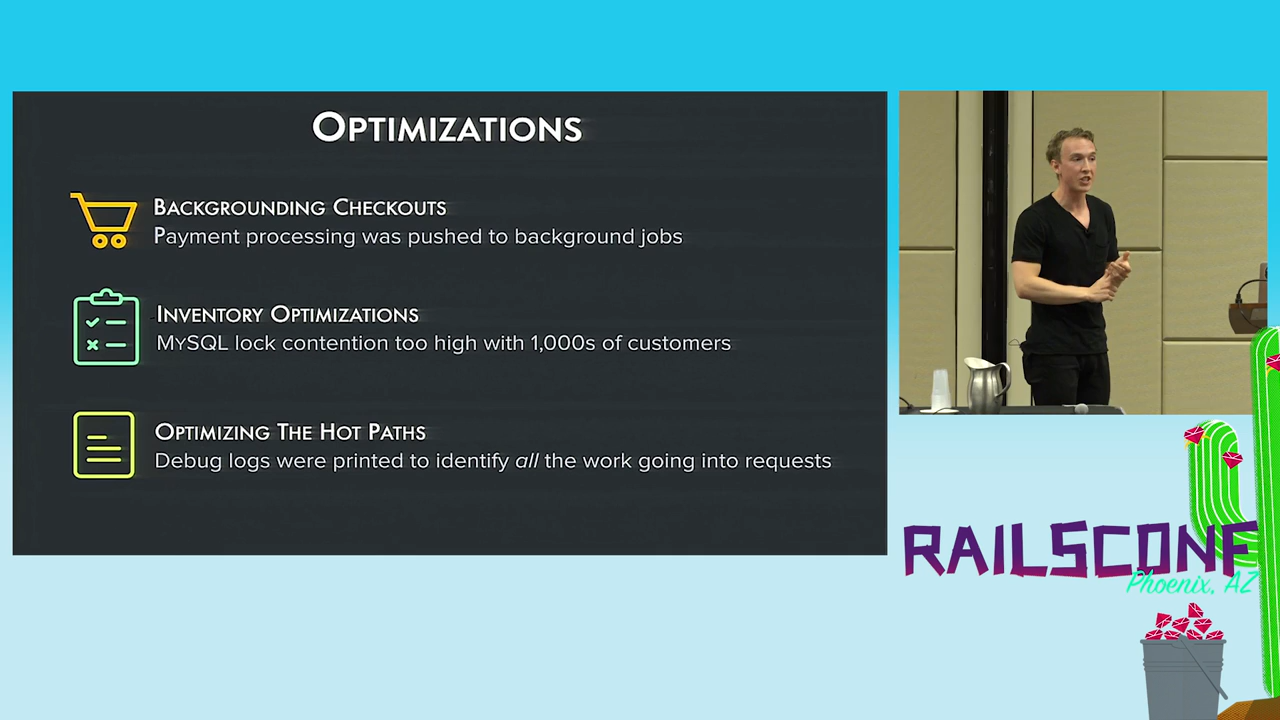 OPTIMIZATIONS
BACKGROUNDING CHECKOUTS
Payment processing was pushed to background jobs
INVENTORY OPTIMIZATIONS
MYSQL lock contention too high with 1,000s of customers
OPTIMIZING THE HOT PATHS
Debug logs were printed to identify all the work going into requests
RAILSCONF
Phoenix, AZ